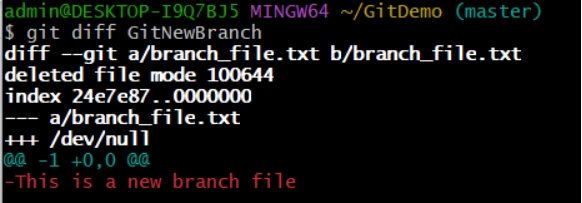 admin@DESKTOP-I9Q7BJ5 MINGW64 ~/GitDemo (master)
$ git diff GitNewBranch
diff --git a/branch_file.txt b/branch_file.txt
deleted file mode 100644
index 24e7e87..0000000
--- a/branch_file.txt
+++ /dev/null
@@ -1 +0,0 @@
-This is a new branch file